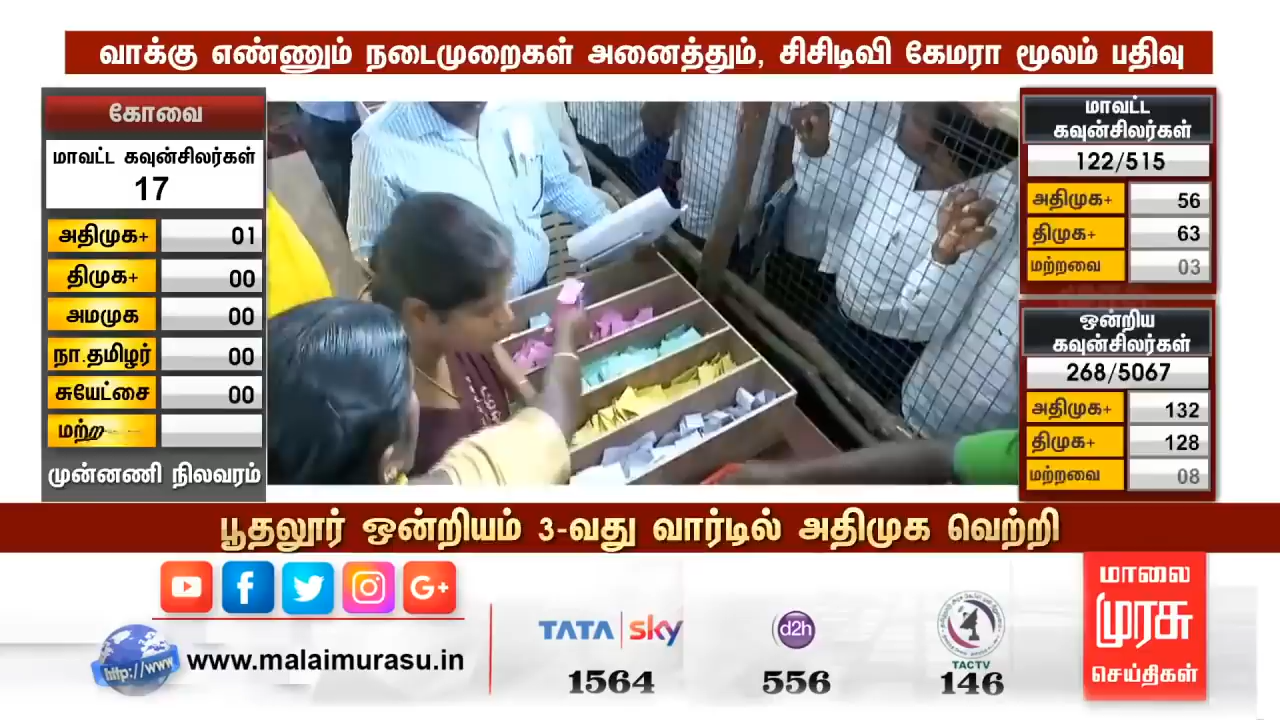 வாக்கு எண்ணும் நடைமுறைகள் அனைத்தும், சிசிடிவி கேமரா மூலம் பதிவு
கோவை
மாவட்ட கவுன்சிலர்கள்
17
அதிமுக+ 01
திமுக+ 00
அமமுக 00
நா.தமிழர் 00
சுயேட்சை 00
முன்னணி நிலவரம்
மாவட்ட
கவுன்சிலர்கள்
122/515
அதிமுக+ 56
திமுக+ 63
மற்றவை 03
ஒன்றிய
கவுன்சிலர்கள்
268/5067
அதிமுக+ 132
திமுக+ 128
மற்றவை 08
பூதலூர் ஒன்றியம் 3-வது வார்டில் அதிமுக வெற்றி
G+
http://www
www.malaimurasu.in
TATA sky
1564
d2h
556
TACTV
146
மாலை
முரசு
செய்திகள்